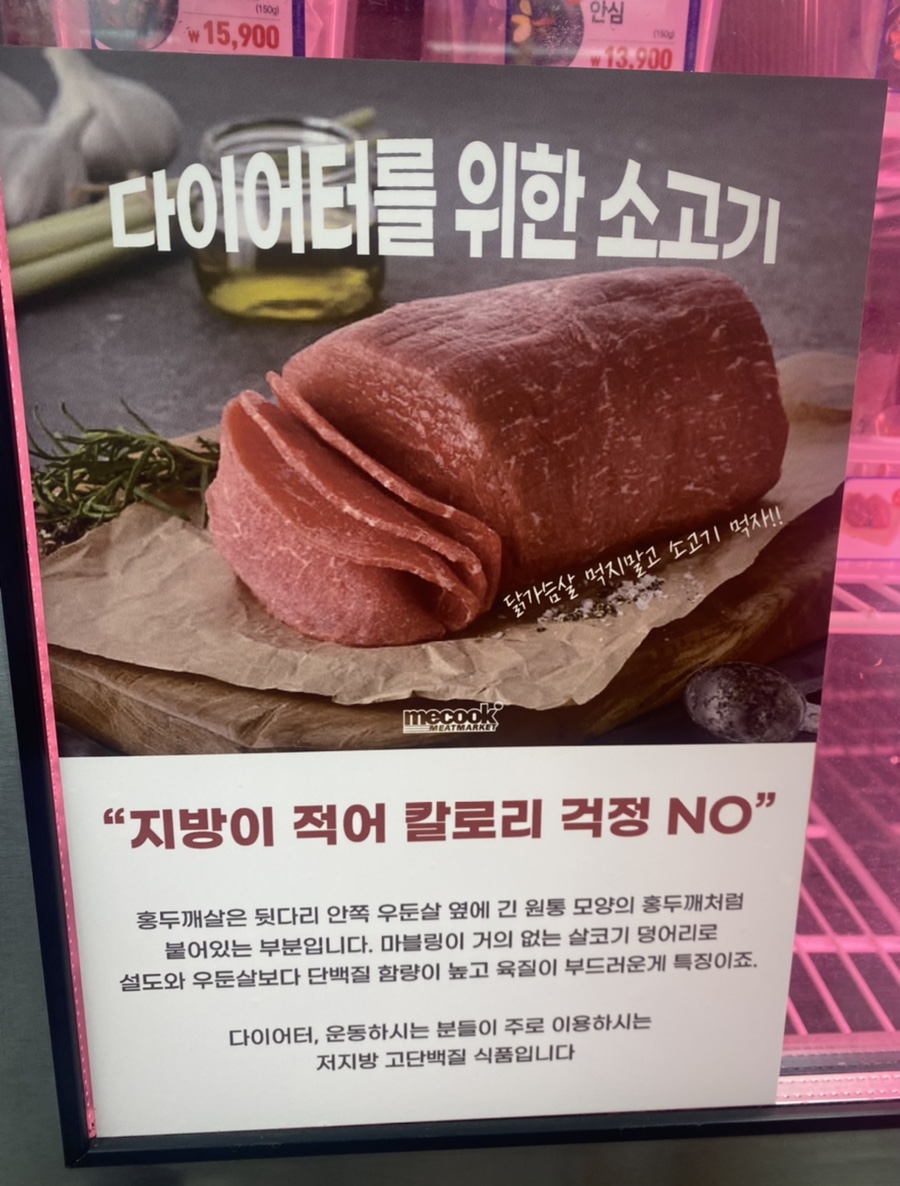 (150g)
₩15,900
안심
(150g)
₩13,900
다이어터를 위한 소고기
닭가슴살 먹지말고 소고기 먹자!!
mecook
MEATMARKET
“지방이 적어 칼로리 걱정 NO”
홍두깨살은 뒷다리 안쪽 우둔살 옆에 긴 원통 모양의 홍두깨처럼
붙어있는 부분입니다. 마블링이 거의 없는 살코기 덩어리로
설도와 우둔살보다 단백질 함량이 높고 육질이 부드러운게 특징이죠.
다이어터, 운동하시는 분들이 주로 이용하시는
저지방 고단백질 식품입니다